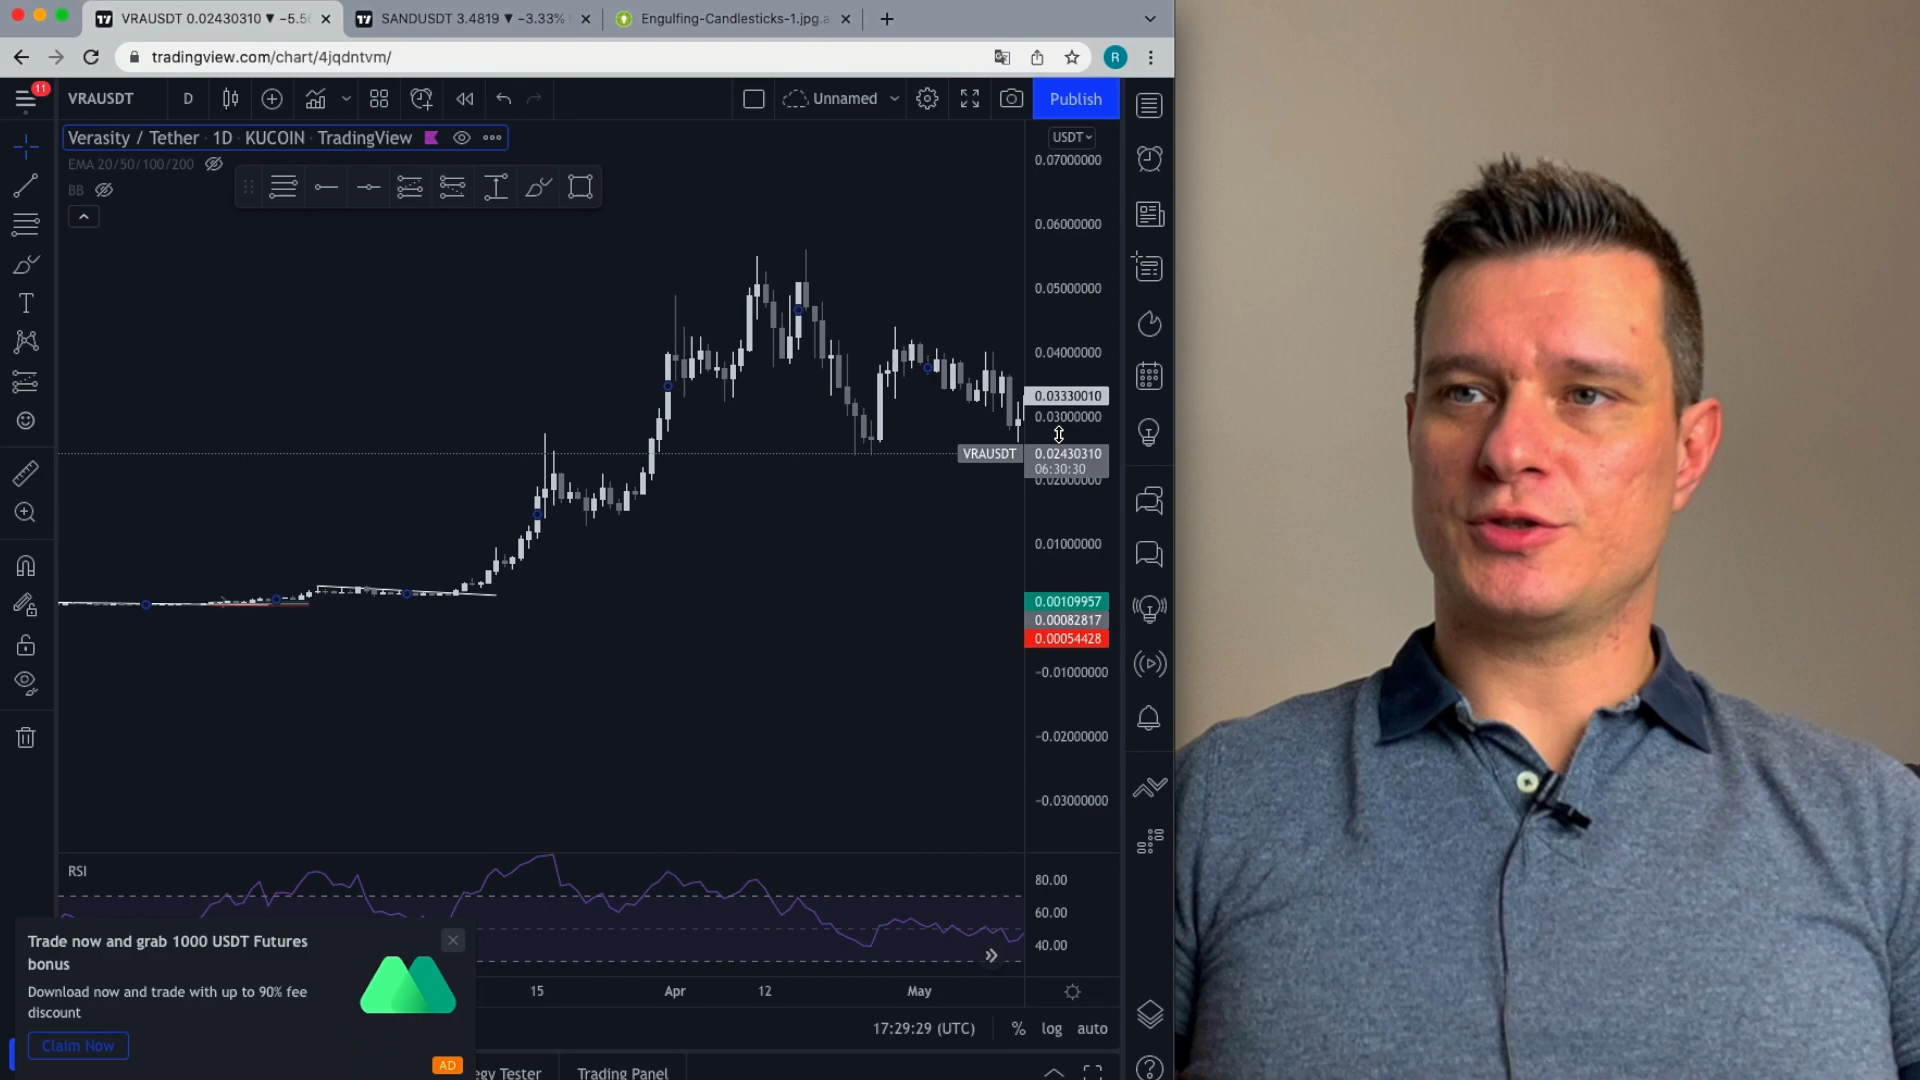 VRAUSDT 0.02430310 ▼ −5.5
SANDUSDT 3.4819 ▼ −3.33%
Engulfing-Candlesticks-1.jpg.a
tradingview.com/chart/4jqdntvm/
R
11
VRAUSDT
D
Unnamed
Publish
Verasity / Tether · 1D · KUCOIN · TradingView
EMA 20/50/100/200
BB
USDT
0.07000000
0.06000000
0.05000000
0.04000000
0.03330010
0.03000000
VRAUSDT
0.02430310
06:30:30
0.02000000
0.01000000
0.00109957
0.00082817
0.00054428
−0.01000000
−0.02000000
−0.03000000
RSI
80.00
60.00
40.00
Trade now and grab 1000 USDT Futures
bonus
Download now and trade with up to 90% fee
discount
Claim Now
AD
15
Apr
12
May
17:29:29 (UTC)
%
log
auto
egy Tester
Trading Panel